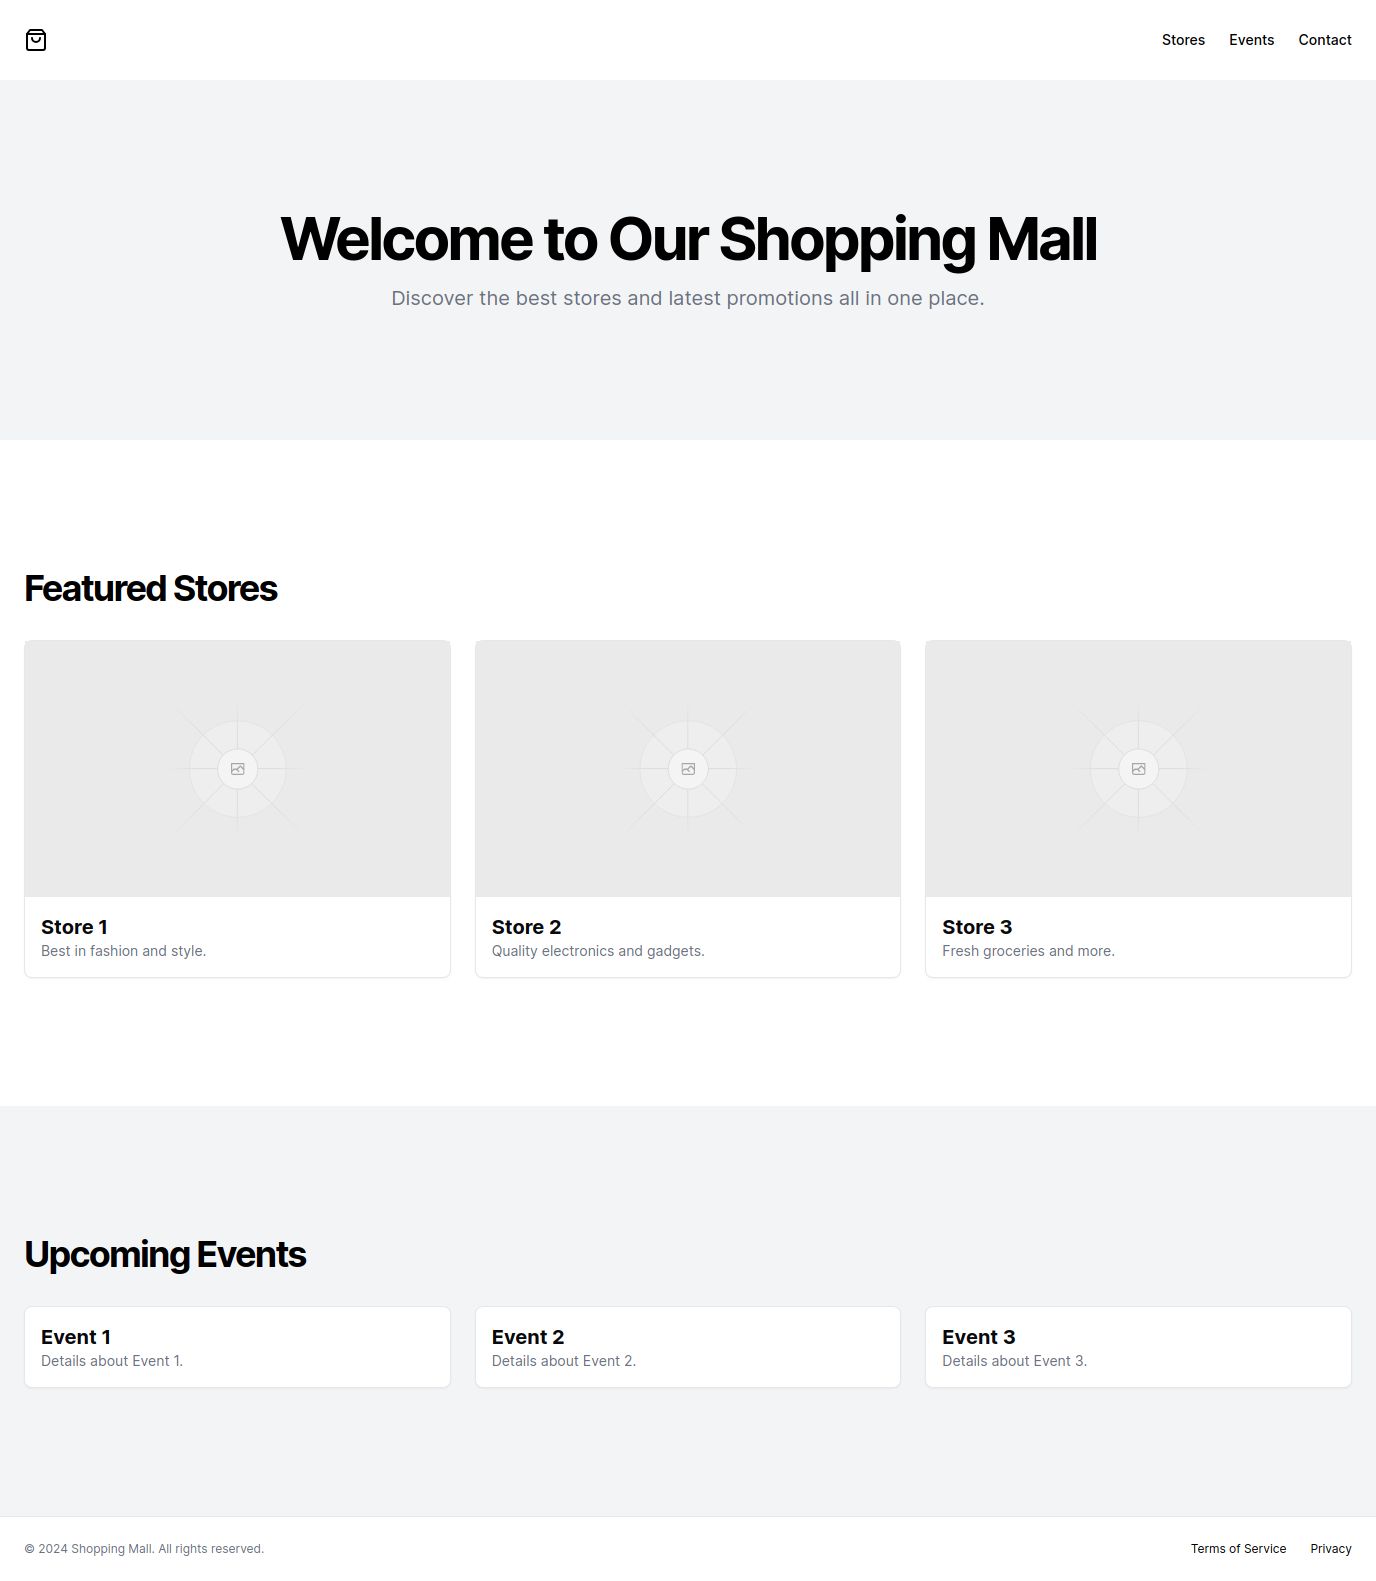 Stores Events Contact
Welcome to Our Shopping Mall
Discover the best stores and latest promotions all in one place.
Featured Stores
Store 1
Best in fashion and style.
Store 2
Quality electronics and gadgets.
Store 3
Fresh groceries and more.
Upcoming Events
Event 1
Details about Event 1.
Event 2
Details about Event 2.
Event 3
Details about Event 3.
© 2024 Shopping Mall. All rights reserved.
Terms of Service Privacy